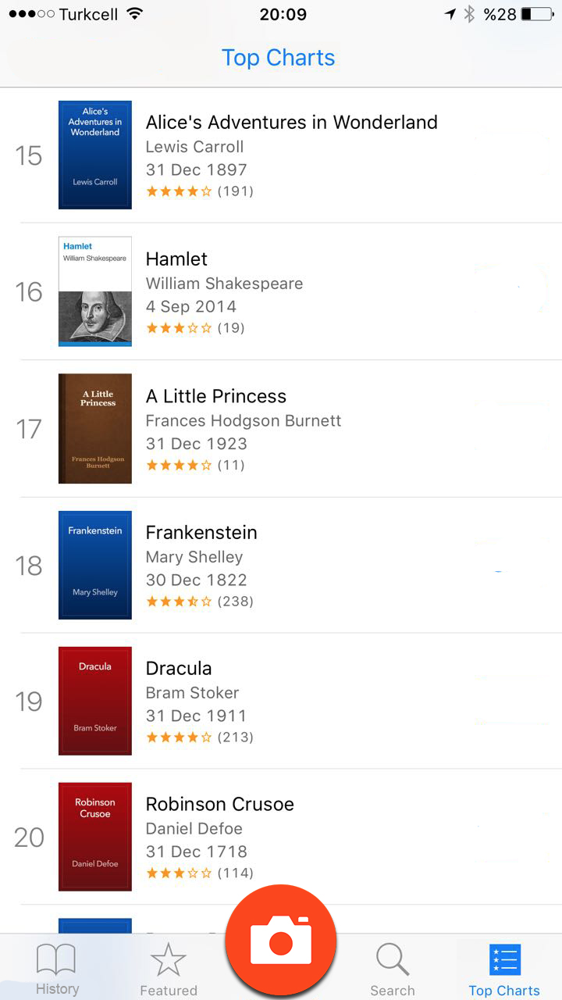 Turkcell 20:09 %28
Top Charts
15
Alice's
Adventures in
Wonderland
Lewis Carroll
Alice's Adventures in Wonderland
Lewis Carroll
31 Dec 1897
(191)
16
Hamlet
William Shakespeare
Hamlet
William Shakespeare
4 Sep 2014
(19)
17
A Little
Princess
Frances Hodgson
Burnett
A Little Princess
Frances Hodgson Burnett
31 Dec 1923
(11)
18
Frankenstein
Mary Shelley
Frankenstein
Mary Shelley
30 Dec 1822
(238)
19
Dracula
Bram Stoker
Dracula
Bram Stoker
31 Dec 1911
(213)
20
Robinson
Crusoe
Daniel Defoe
Robinson Crusoe
Daniel Defoe
31 Dec 1718
(114)
History Featured Search Top Charts